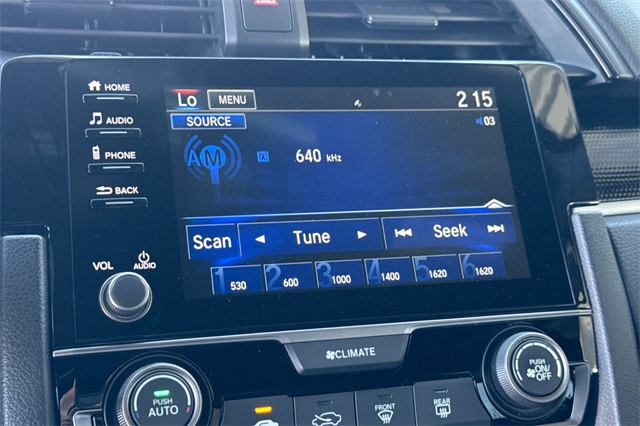 HOME
AUDIO
PHONE
BACK
VOL
AUDIO
Lo MENU 2 15
SOURCE 03
AM 640 kHz
Scan Tune Seek
1 530 2 600 3 1000 4 1400 5 1620 6 1620
CLIMATE
PUSH AUTO
FRONT
REAR
PUSH ON/OFF